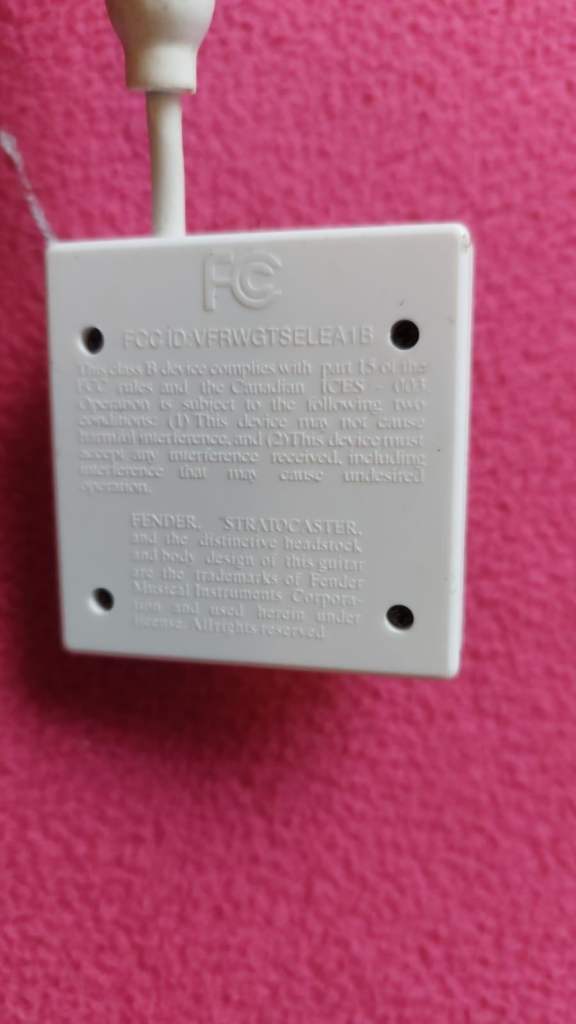 FC
FCC ID:VFRWGTSELEA1B
This class B device complies with part 15 of the
FCC rules and the Canadian ICES - 003
Operation is subject to the following two
conditions: (1) This device may not cause
harmful interference, and (2) This device must
accept any interference received, including
interference that may cause undesired
operation.
FENDER, STRATOCASTER,
and the distinctive headstock
and body design of this guitar
are the trademarks of Fender
Musical Instruments Corpora-
tion and used herein under
license. All rights reserved.